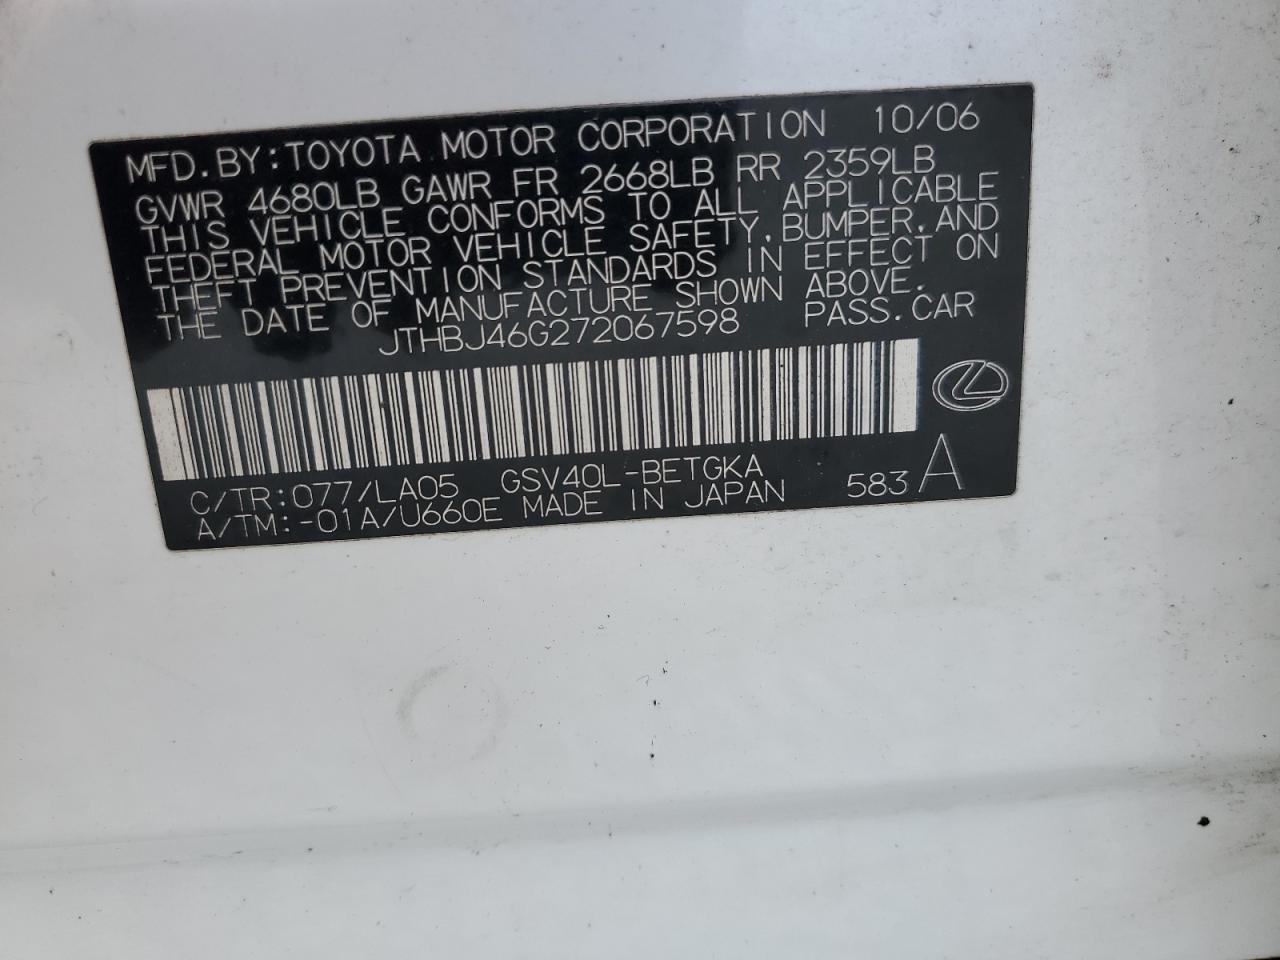 MFD. BY: TOYOTA MOTOR CORPORATION 10/06
GVWR 4680LB GAWR FR 2668LB RR 2359LB
THIS VEHICLE CONFORMS TO ALL APPLICABLE
FEDERAL MOTOR VEHICLE SAFETY, BUMPER, AND
THEFT PREVENTION STANDARDS IN EFFECT ON
THE DATE OF MANUFACTURE SHOWN ABOVE.
JTHBJ46G272067598 PASS. CAR
C/TR:077/LA05 GSV40L-BETGKA
A/TM:-01A/U660E MADE IN JAPAN 583 A